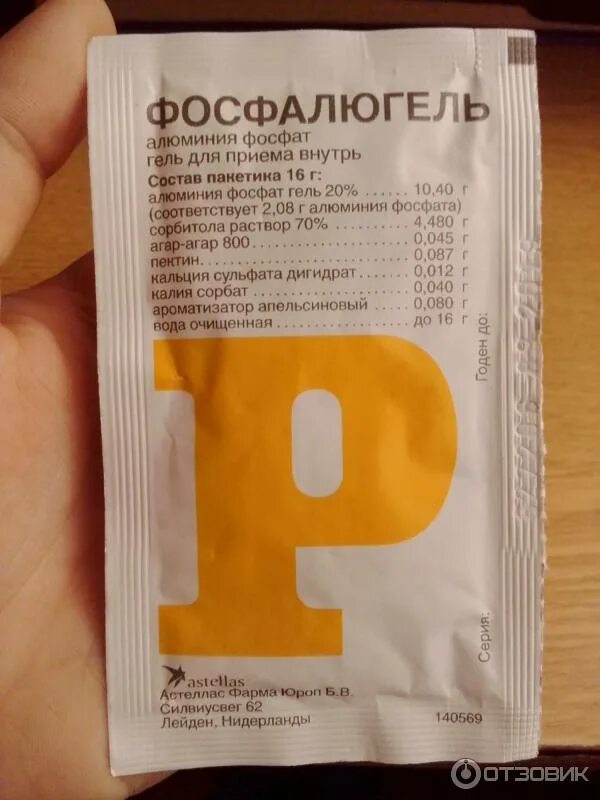 ФОСФАЛЮГЕЛЬ
алюминия фосфат
гель для приема внутрь
Состав пакетика 16 г:
алюминия фосфат гель 20% ...... 10,40 г
(соответствует 2,08 г алюминия фосфата)
сорбитола раствор 70% ............ 4,480 г
агар-агар 800 ........................ 0,045 г
пектин ................................ 0,087 г
кальция сульфата дигидрат ....... 0,012 г
калия сорбат ........................ 0,040 г
ароматизатор апельсиновый ..... 0,080 г
вода очищенная .................... до 16 г
Годен до:
Серия:
P
astellas
Астеллас Фарма Юроп Б.В.
Силвиусвег 62
Лейден, Нидерланды
140569
ОТЗОВИК